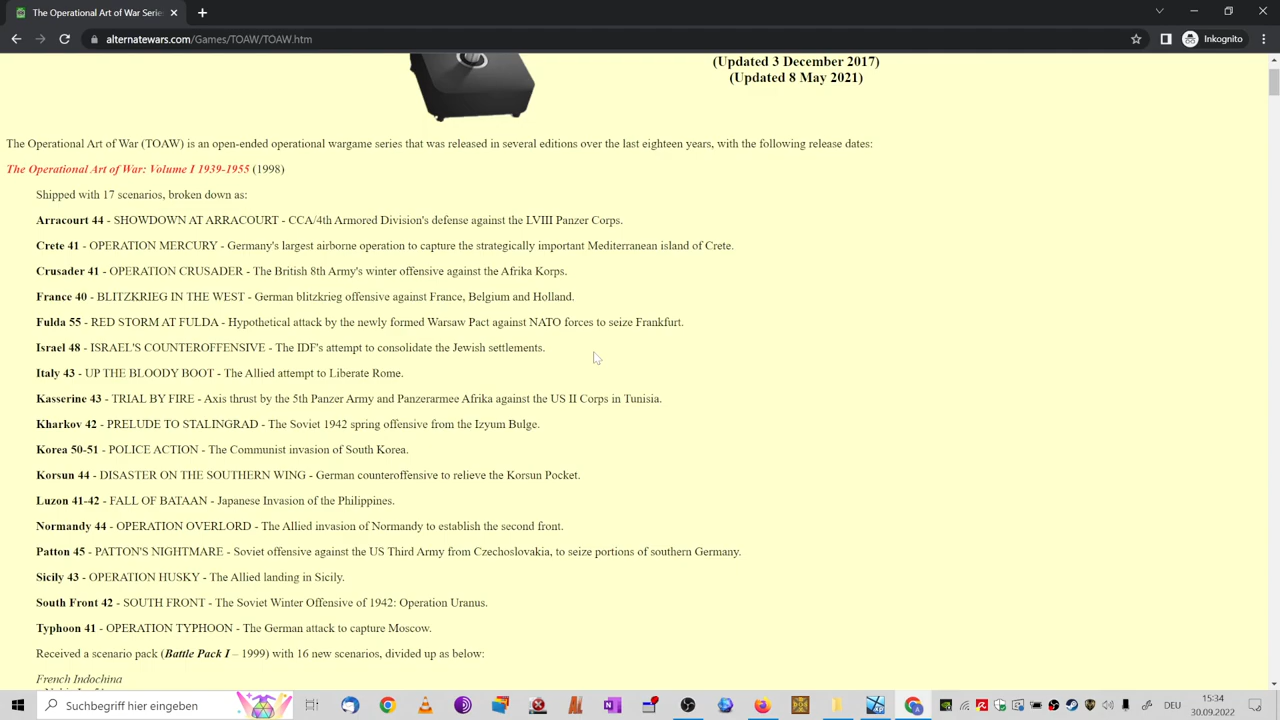 The Operational Art of War
alternatewars.com/Games/TOAW/TOAW.htm
Inkognito
(Updated 3 December 2017)
(Updated 8 May 2021)
The Operational Art of War (TOAW) is an open-ended operational wargame series that was released in several editions over the last eighteen years, with the following release dates:
The Operational Art of War: Volume I 1939-1955 (1998)
Shipped with 17 scenarios, broken down as:
Arracourt 44 - SHOWDOWN AT ARRACOURT - CCA/4th Armored Division's defense against the LVIII Panzer Corps.
Crete 41 - OPERATION MERCURY - Germany's largest airborne operation to capture the strategically important Mediterranean island of Crete.
Crusader 41 - OPERATION CRUSADER - The British 8th Army's winter offensive against the Afrika Korps.
France 40 - BLITZKRIEG IN THE WEST - German blitzkrieg offensive against France, Belgium and Holland.
Fulda 55 - RED STORM AT FULDA - Hypothetical attack by the newly formed Warsaw Pact against NATO forces to seize Frankfurt.
Israel 48 - ISRAEL'S COUNTEROFFENSIVE - The IDF's attempt to consolidate the Jewish settlements.
Italy 43 - UP THE BLOODY BOOT - The Allied attempt to Liberate Rome.
Kasserine 43 - TRIAL BY FIRE - Axis thrust by the 5th Panzer Army and Panzerarmee Afrika against the US II Corps in Tunisia.
Kharkov 42 - PRELUDE TO STALINGRAD - The Soviet 1942 spring offensive from the Izyum Bulge.
Korea 50-51 - POLICE ACTION - The Communist invasion of South Korea.
Korsun 44 - DISASTER ON THE SOUTHERN WING - German counteroffensive to relieve the Korsun Pocket.
Luzon 41-42 - FALL OF BATAAN - Japanese Invasion of the Philippines.
Normandy 44 - OPERATION OVERLORD - The Allied invasion of Normandy to establish the second front.
Patton 45 - PATTON'S NIGHTMARE - Soviet offensive against the US Third Army from Czechoslovakia, to seize portions of southern Germany.
Sicily 43 - OPERATION HUSKY - The Allied landing in Sicily.
South Front 42 - SOUTH FRONT - The Soviet Winter Offensive of 1942: Operation Uranus.
Typhoon 41 - OPERATION TYPHOON - The German attack to capture Moscow.
Received a scenario pack (Battle Pack I – 1999) with 16 new scenarios, divided up as below:
French Indochina
Suchbegriff hier eingeben
DEU
15:34
30.09.2022